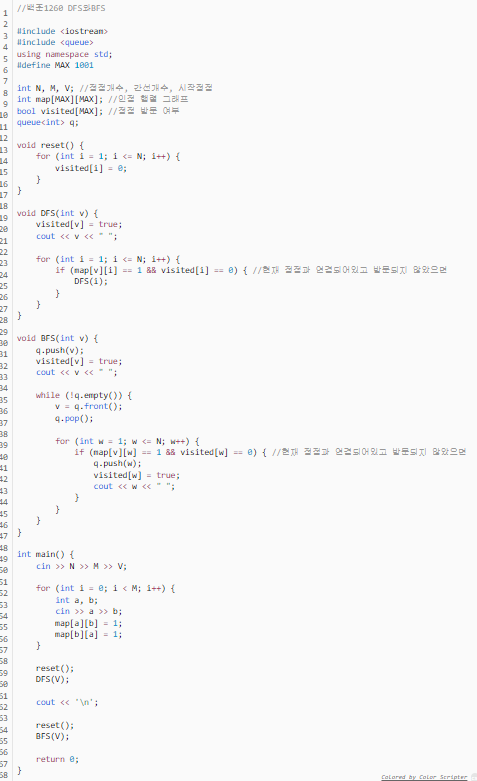 //백준1260 DFS와BFS
#include <iostream>
#include <queue>
using namespace std;
#define MAX 1001
int N, M, V; //정점개수, 간선개수, 시작정점
int map[MAX][MAX]; //인접 행렬 그래프
bool visited[MAX]; //정점 방문 여부
queue<int> q;
void reset() {
    for (int i = 1; i <= N; i++) {
        visited[i] = 0;
    }
}
void DFS(int v) {
    visited[v] = true;
    cout << v << " ";
    for (int i = 1; i <= N; i++) {
        if (map[v][i] == 1 && visited[i] == 0) { //현재 정점과 연결되어있고 방문되지 않았으면
            DFS(i);
        }
    }
}
void BFS(int v) {
    q.push(v);
    visited[v] = true;
    cout << v << " ";
    while (!q.empty()) {
        v = q.front();
        q.pop();
        for (int w = 1; w <= N; w++) {
            if (map[v][w] == 1 && visited[w] == 0) { //현재 정점과 연결되어있고 방문되지 않았으면
                q.push(w);
                visited[w] = true;
                cout << w << " ";
            }
        }
    }
}
int main() {
    cin >> N >> M >> V;
    for (int i = 0; i < M; i++) {
        int a, b;
        cin >> a >> b;
        map[a][b] = 1;
        map[b][a] = 1;
    }
    reset();
    DFS(V);
    cout << '\n';
    reset();
    BFS(V);
    return 0;
}
Colored by Color Scripter